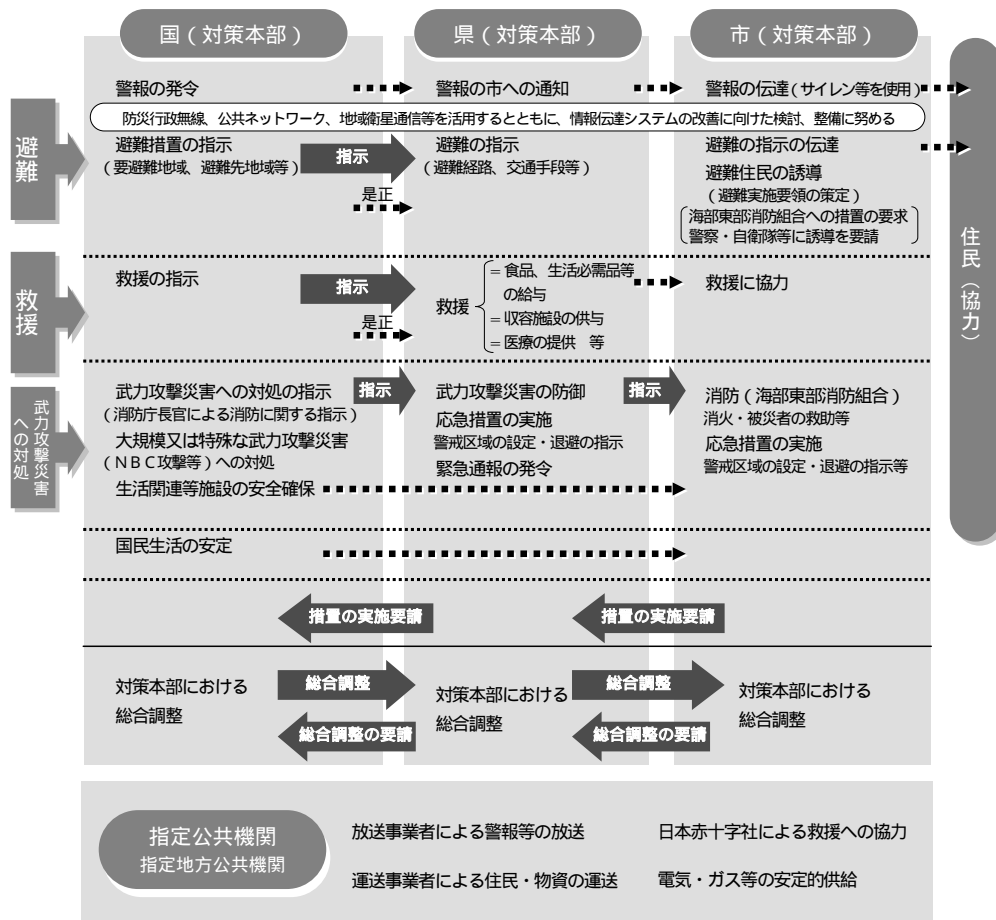 国(対策本部)
県(対策本部)
市(対策本部)
避難
警報の発令
警報の市への通知
警報の伝達(サイレン等を使用)
防災行政無線、公共ネットワーク、地域衛星通信等を活用するとともに、情報伝達システムの改善に向けた検討、整備に努める
避難措置の指示
(要避難地域、避難先地域等)
指示
是正
避難の指示
(避難経路、交通手段等)
避難の指示の伝達
避難住民の誘導
(避難実施要領の策定)
海部東部消防組合への措置の要求
警察・自衛隊等に誘導を要請
住民(協力)
救援
救援の指示
指示
是正
救援
=食品、生活必需品等
の給与
=収容施設の供与
=医療の提供 等
救援に協力
武力攻撃災害
への対処
武力攻撃災害への対処の指示
(消防庁長官による消防に関する指示)
大規模又は特殊な武力攻撃災害
(NBC攻撃等)への対処
生活関連等施設の安全確保
指示
武力攻撃災害の防御
応急措置の実施
警戒区域の設定・退避の指示
緊急通報の発令
指示
消防(海部東部消防組合)
消火・被災者の救助等
応急措置の実施
警戒区域の設定・退避の指示等
国民生活の安定
措置の実施要請
措置の実施要請
対策本部における
総合調整
総合調整
総合調整の要請
対策本部における
総合調整
総合調整
総合調整の要請
対策本部における
総合調整
指定公共機関
指定地方公共機関
放送事業者による警報等の放送
日本赤十字社による救援への協力
運送事業者による住民・物資の運送
電気・ガス等の安定的供給